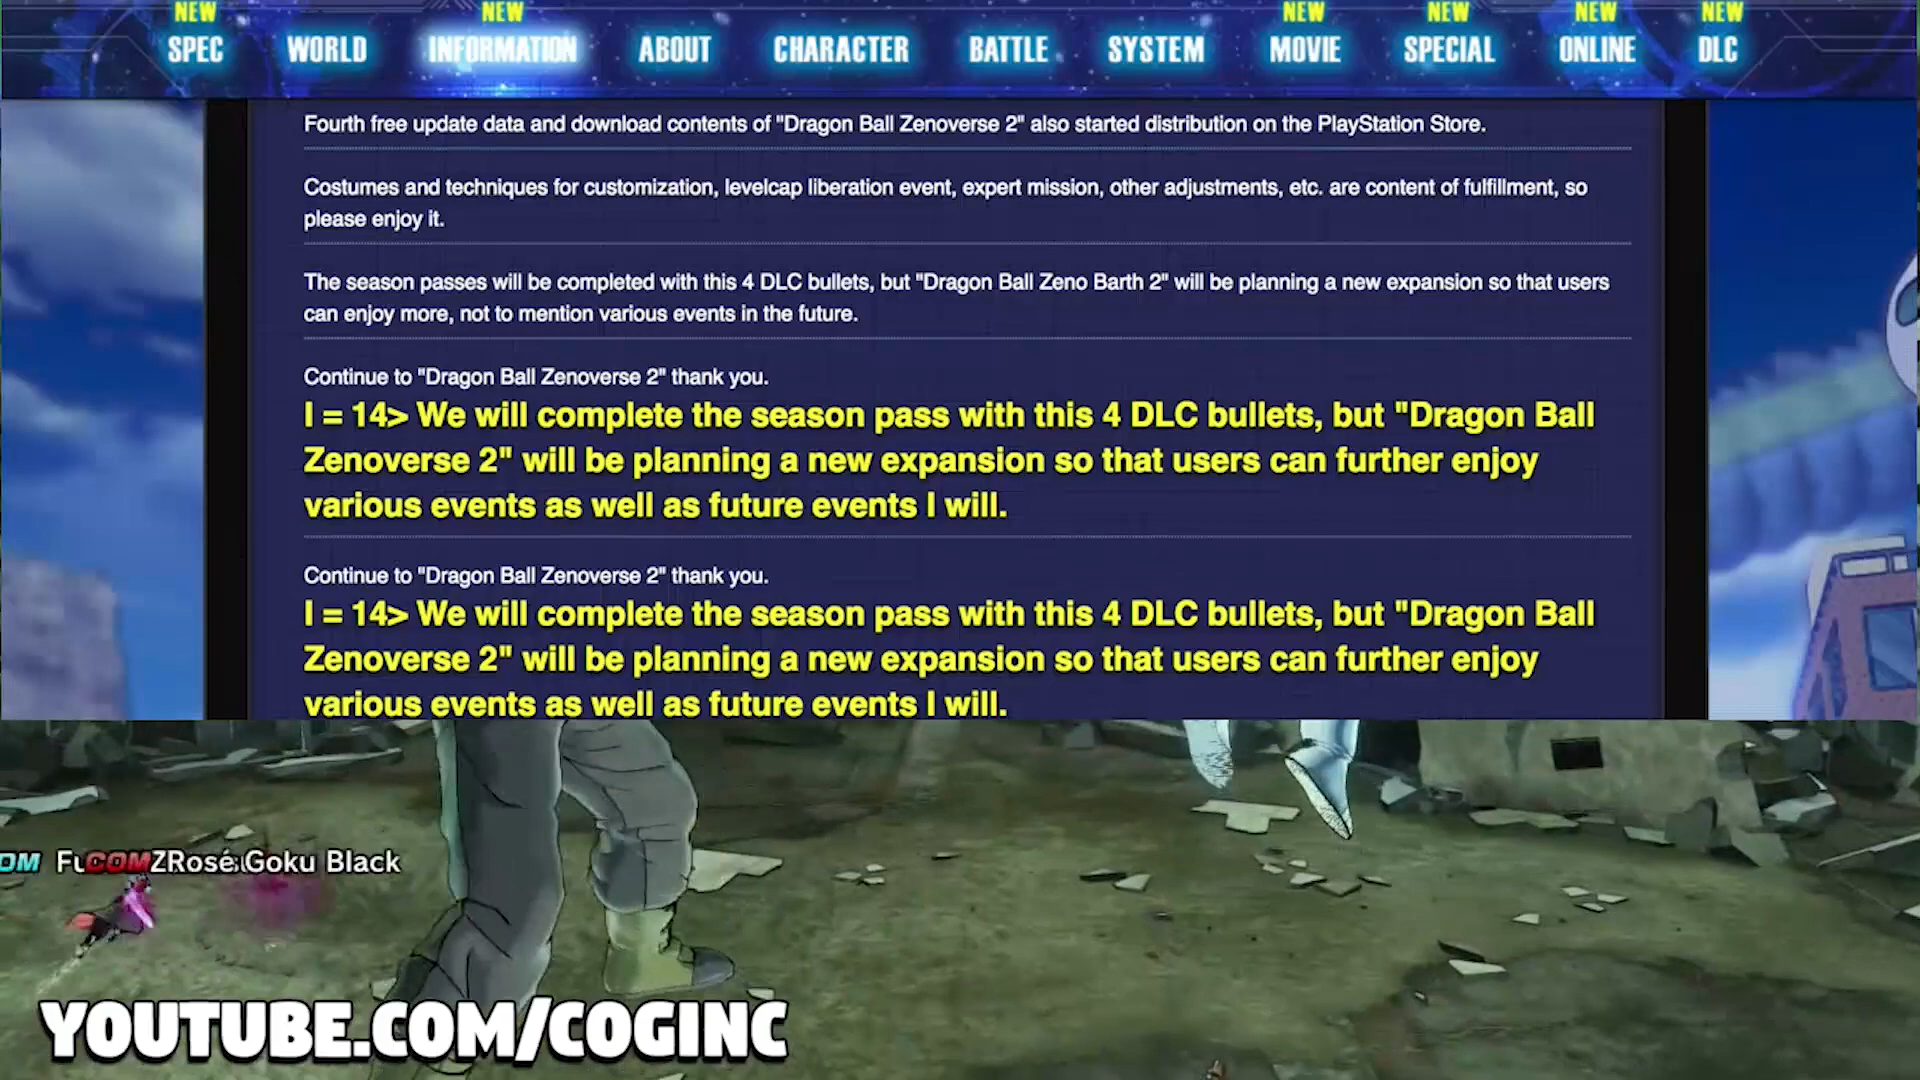 NEW NEW NEW NEW NEW NEW
SPEC WORLD INFORMATION ABOUT CHARACTER BATTLE SYSTEM MOVIE SPECIAL ONLINE DLC
Fourth free update data and download contents of "Dragon Ball Zenoverse 2" also started distribution on the PlayStation Store.
Costumes and techniques for customization, levelcap liberation event, expert mission, other adjustments, etc. are content of fulfillment, so
please enjoy it.
The season passes will be completed with this 4 DLC bullets, but "Dragon Ball Zeno Barth 2" will be planning a new expansion so that users
can enjoy more, not to mention various events in the future.
Continue to "Dragon Ball Zenoverse 2" thank you.
I = 14> We will complete the season pass with this 4 DLC bullets, but "Dragon Ball
Zenoverse 2" will be planning a new expansion so that users can further enjoy
various events as well as future events I will.
Continue to "Dragon Ball Zenoverse 2" thank you.
I = 14> We will complete the season pass with this 4 DLC bullets, but "Dragon Ball
Zenoverse 2" will be planning a new expansion so that users can further enjoy
various events as well as future events I will.
COM Rosé Goku Black
YOUTUBE.COM/COGINC